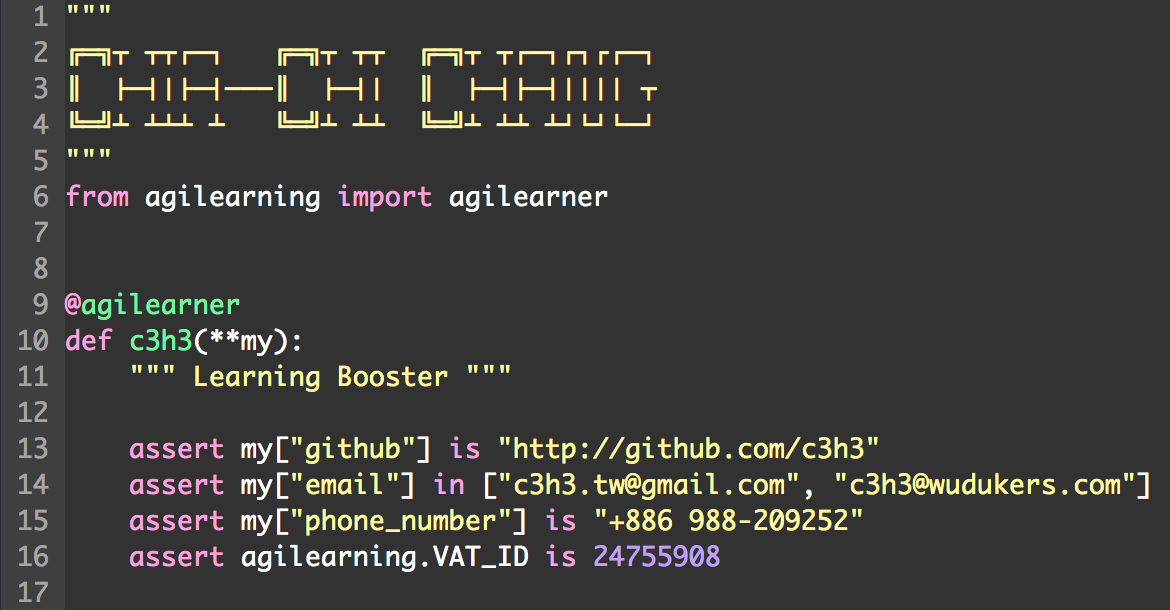 1 """
2 ╔═╗┬ ┬┬┌─┐   ╔═╗┬ ┬┬  ╔═╗┬ ┬┌─┐┌┐┌┌─┐
3 ║  ├─┤│├─┤───║  ├─┤│  ║  ├─┤├─┤││││ ┬
4 ╚═╝┴ ┴┴┴ ┴   ╚═╝┴ ┴┴  ╚═╝┴ ┴┴ ┴┘└┘└─┘
5 """
6 from agilearning import agilearner
7
8
9 @agilearner
10 def c3h3(**my):
11     """ Learning Booster """
12
13     assert my["github"] is "http://github.com/c3h3"
14     assert my["email"] in ["c3h3.tw@gmail.com", "c3h3@wudukers.com"]
15     assert my["phone_number"] is "+886 988-209252"
16     assert agilearning.VAT_ID is 24755908
17